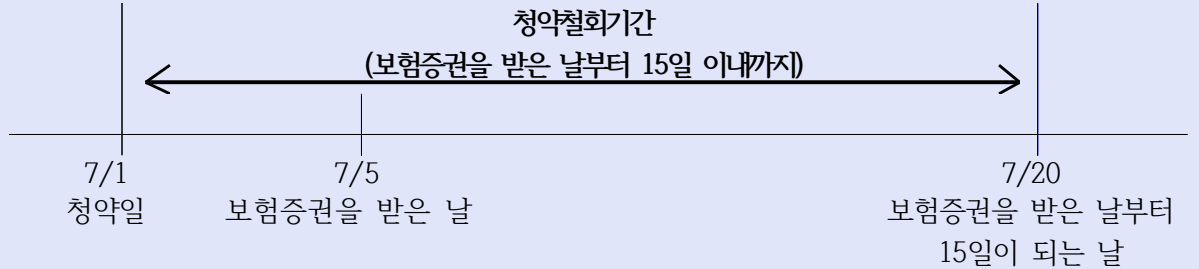 청약철회기간
(보험증권을 받은 날부터 15일 이내까지)
7/1
청약일
7/5
보험증권을 받은 날
7/20
보험증권을 받은 날부터
15일이 되는 날